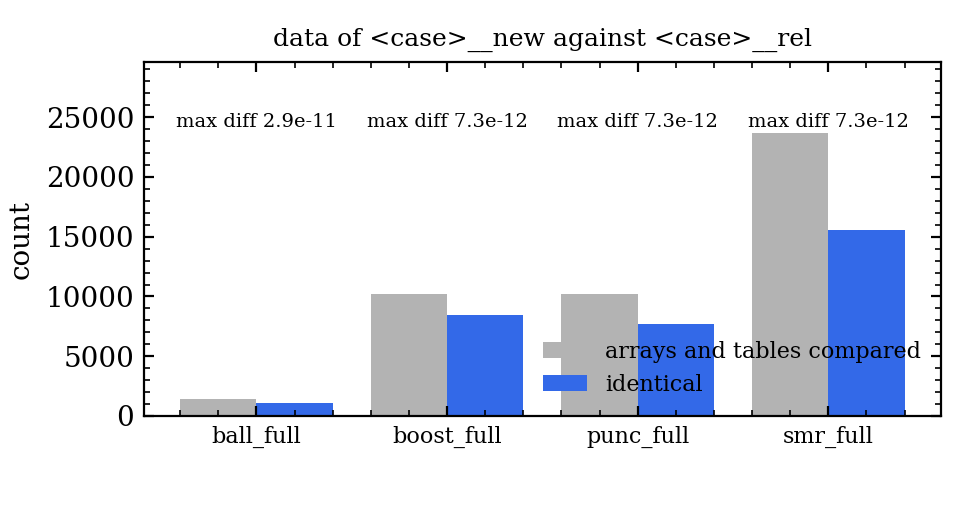 data of <case>__new against <case>__rel
count
25000
20000
15000
10000
5000
0
max diff 2.9e-11
max diff 7.3e-12
max diff 7.3e-12
max diff 7.3e-12
arrays and tables compared
identical
ball_full
boost_full
punc_full
smr_full